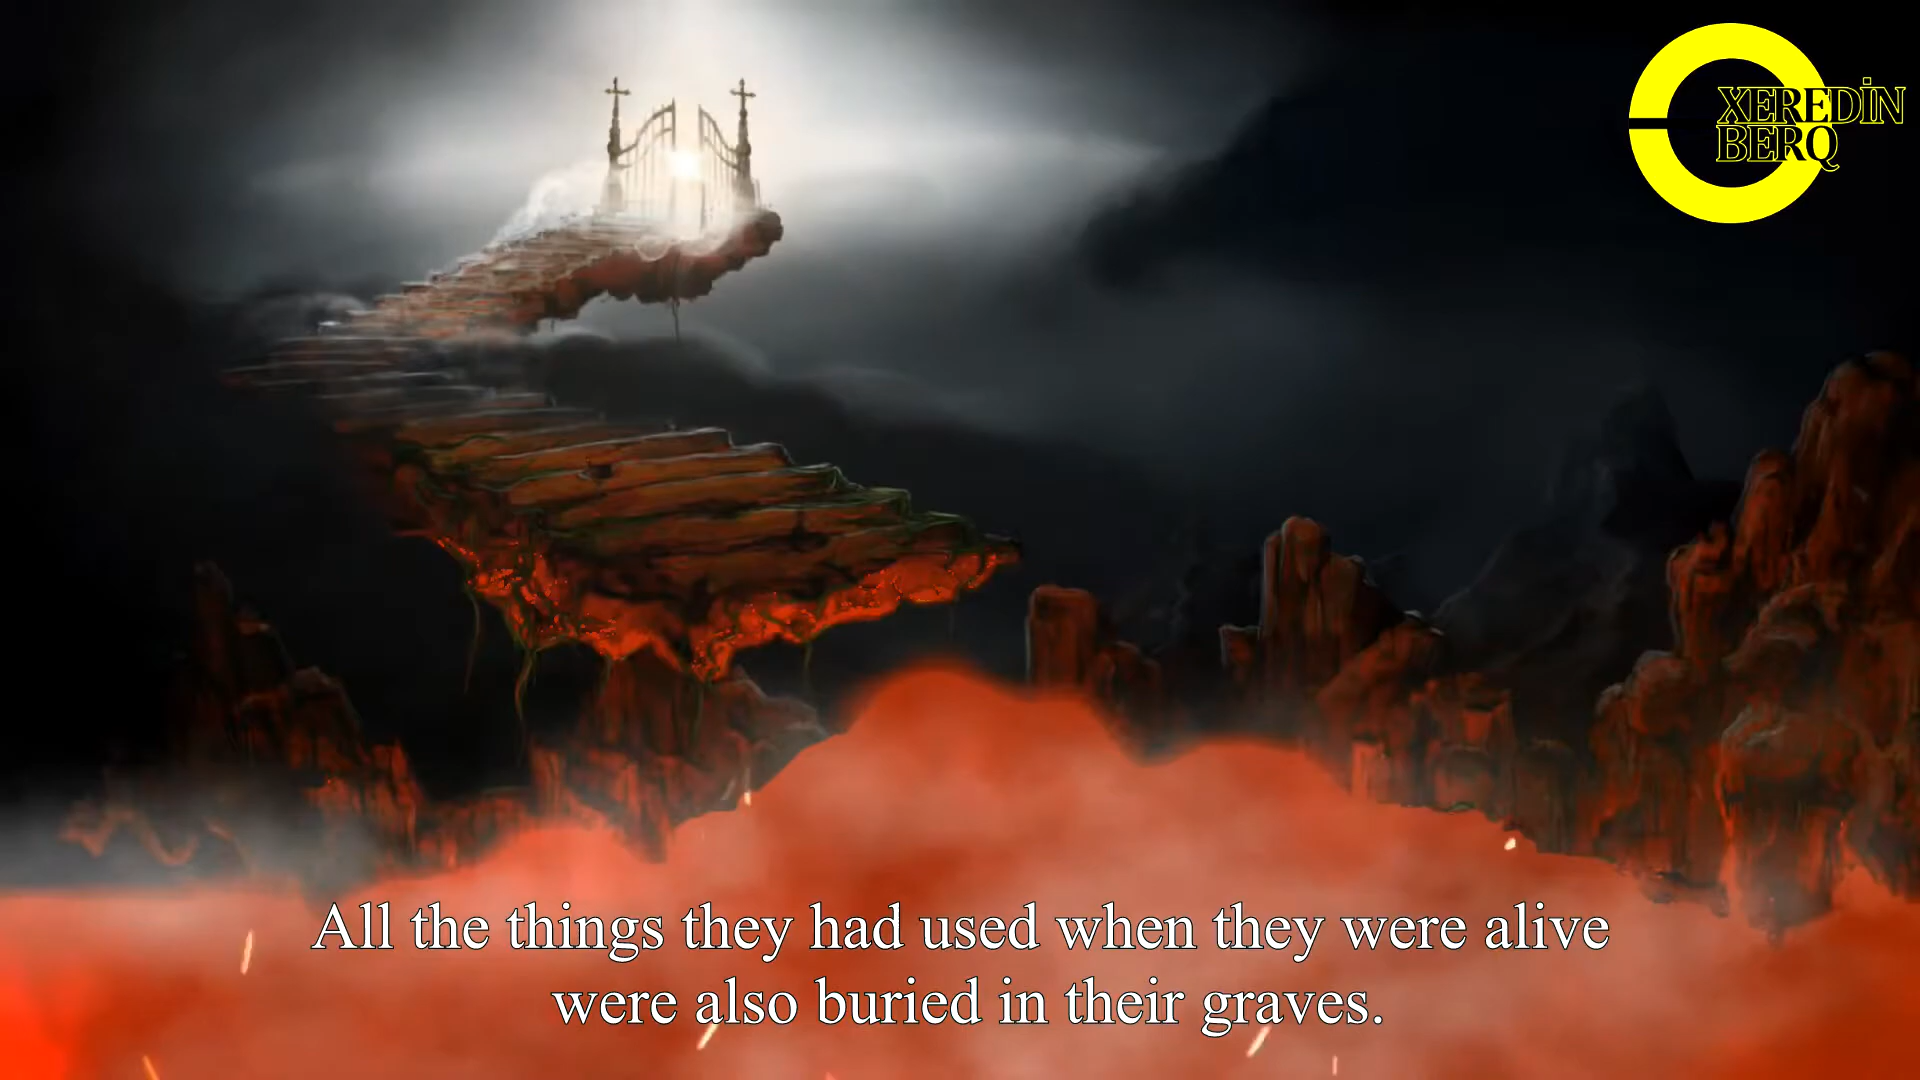 XEREDİN
BERQ
All the things they had used when they were alive
were also buried in their graves.